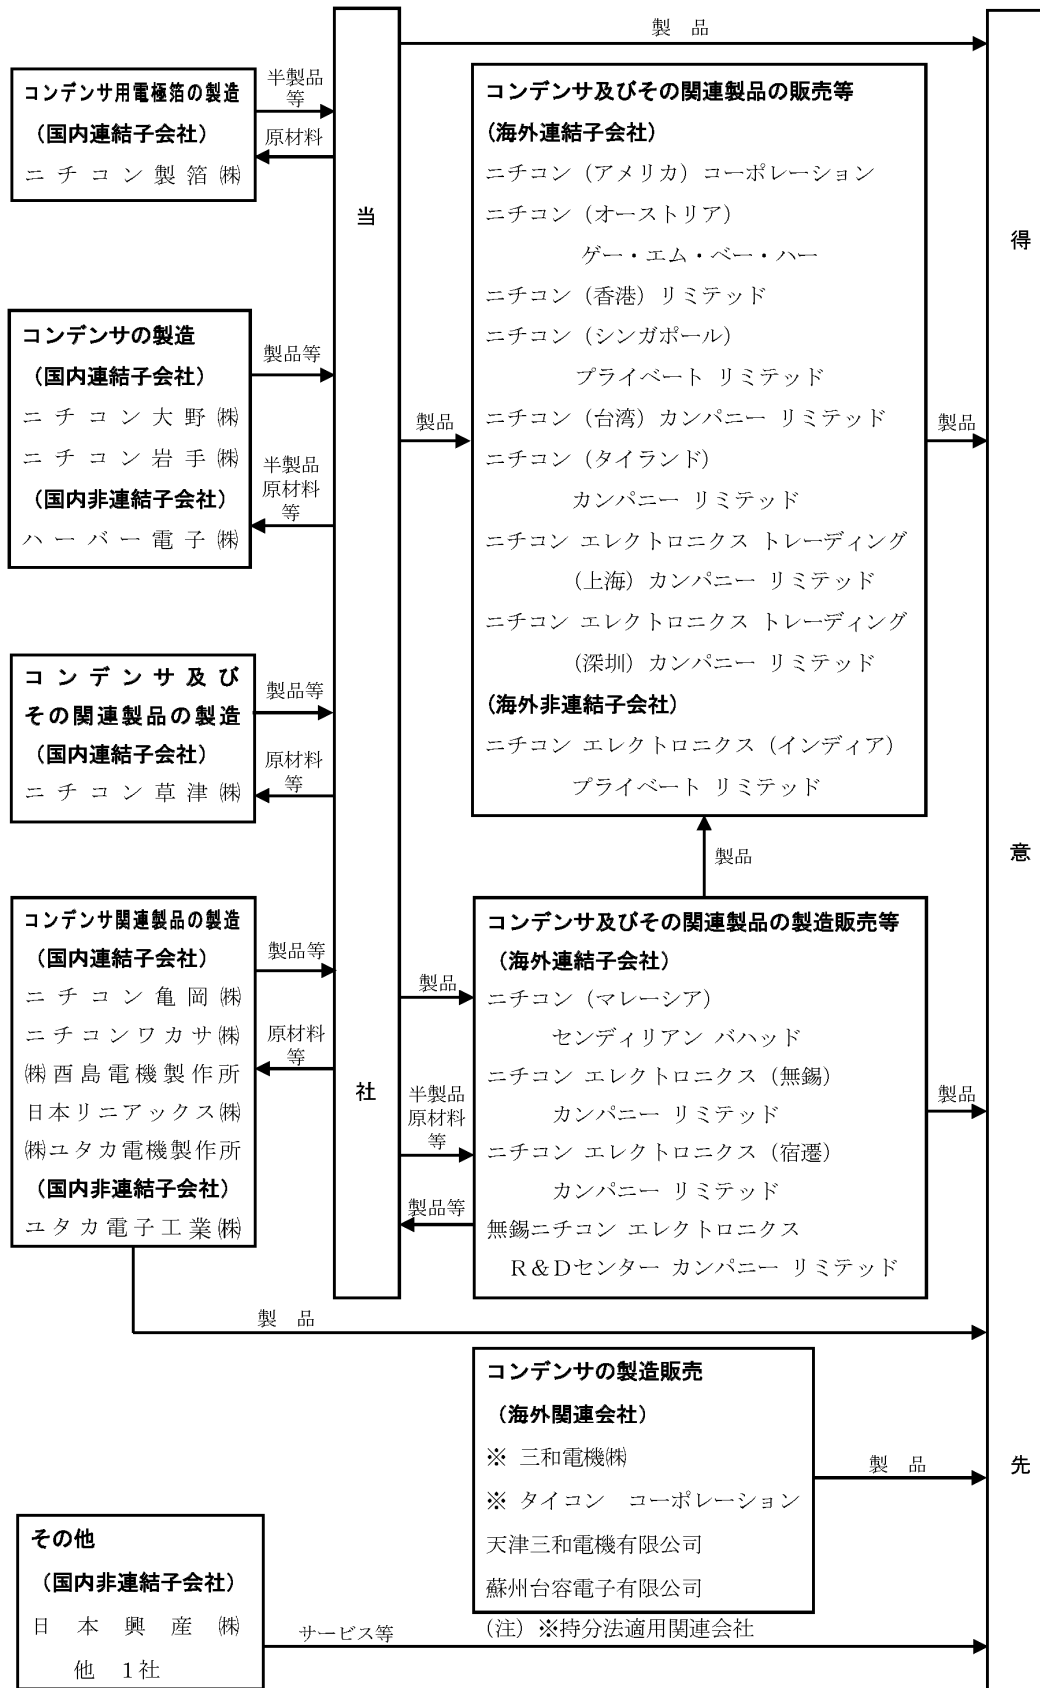 製 品
コンデンサ用電極箔の製造
(国内連結子会社)
ニチコン製箔㈱
半製品
等
原材料
コンデンサの製造
(国内連結子会社)
ニチコン大野㈱
ニチコン岩手㈱
(国内非連結子会社)
ハーバー電子㈱
製品等
半製品
原材料
等
コンデンサ及び
その関連製品の製造
(国内連結子会社)
ニチコン草津㈱
製品等
原材料
等
コンデンサ関連製品の製造
(国内連結子会社)
ニチコン亀岡㈱
ニチコンワカサ㈱
㈱酉島電機製作所
日本リニアックス㈱
㈱ユタカ電機製作所
(国内非連結子会社)
ユタカ電子工業㈱
製品等
原材料
等
当
社
製品
コンデンサ及びその関連製品の販売等
(海外連結子会社)
ニチコン(アメリカ)コーポレーション
ニチコン(オーストリア)
ゲー・エム・ベー・ハー
ニチコン(香港)リミテッド
ニチコン(シンガポール)
プライベート リミテッド
ニチコン(台湾)カンパニー リミテッド
ニチコン(タイランド)
カンパニー リミテッド
ニチコン エレクトロニクス トレーディング
(上海)カンパニー リミテッド
ニチコン エレクトロニクス トレーディング
(深圳)カンパニー リミテッド
(海外非連結子会社)
ニチコン エレクトロニクス(インディア)
プライベート リミテッド
製品
製品
製品
半製品
原材料
等
製品等
コンデンサ及びその関連製品の製造販売等
(海外連結子会社)
ニチコン(マレーシア)
センディリアン バハッド
ニチコン エレクトロニクス(無錫)
カンパニー リミテッド
ニチコン エレクトロニクス(宿遷)
カンパニー リミテッド
無錫ニチコン エレクトロニクス
R&Dセンター カンパニー リミテッド
製品
製 品
コンデンサの製造販売
(海外関連会社)
※ 三和電機㈱
※ タイコン コーポレーション
天津三和電機有限公司
蘇州台容電子有限公司
(注)※持分法適用関連会社
製 品
その他
(国内非連結子会社)
日本興産㈱
他 1社
サービス等
得
意
先